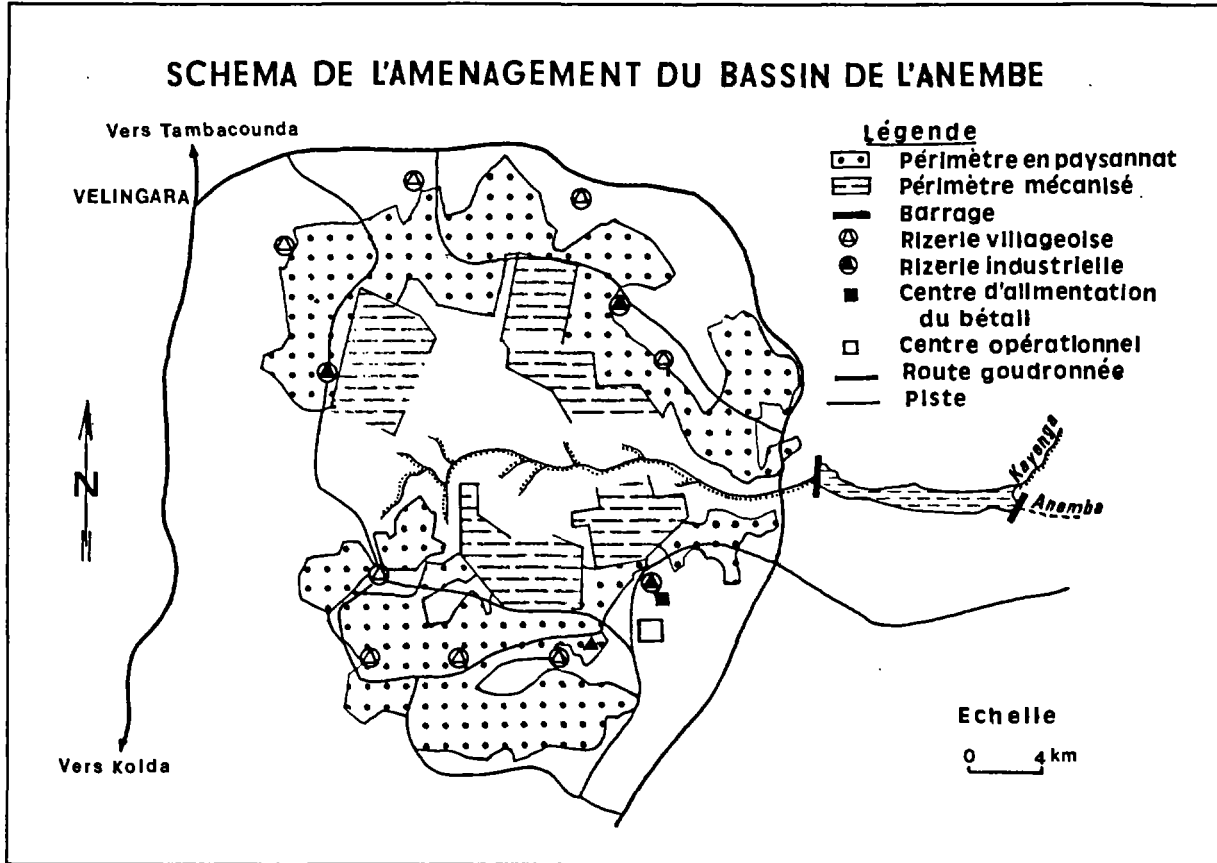 SCHEMA DE L'AMENAGEMENT DU BASSIN DE L'ANEMBE
Vers Tambacounda
VELINGARA
Légende
Périmètre en paysannat
Périmètre mécanisé
Barrage
Rizerie villageoise
Rizerie industrielle
Centre d'alimentation
du bétail
Centre opérationnel
Route goudronnée
Piste
N
Kayanga
Anamba
Vers Kolda
Echelle
0 4 km